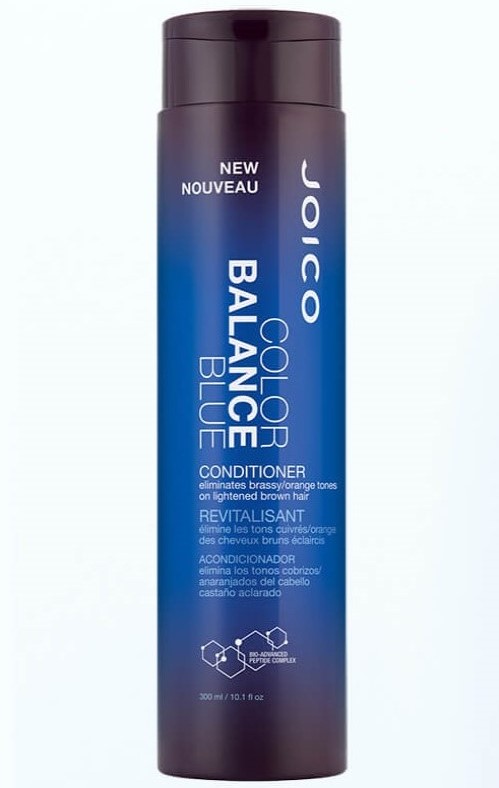 NEW
NOUVEAU
JOICO
COLOR
BALANCE
BLUE
CONDITIONER
eliminates brassy/orange tones
on lightened brown hair
REVITALISANT
élimine les tons cuivrés/orange
des cheveux bruns éclaircis
ACONDICIONADOR
elimina los tonos cobrizos/
anaranjados del cabello
castaño aclarado
BIO-ADVANCED
PEPTIDE COMPLEX
300 ml / 10.1 fl oz